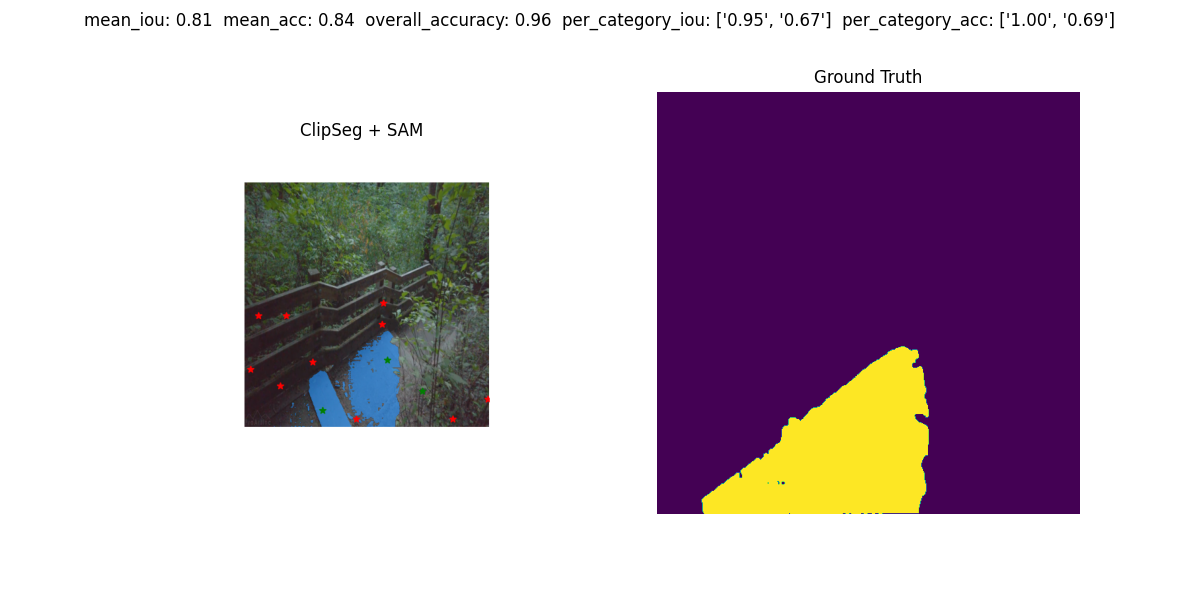 mean_iou: 0.81  mean_acc: 0.84  overall_accuracy: 0.96  per_category_iou: ['0.95', '0.67']  per_category_acc: ['1.00', '0.69']
Ground Truth
ClipSeg + SAM